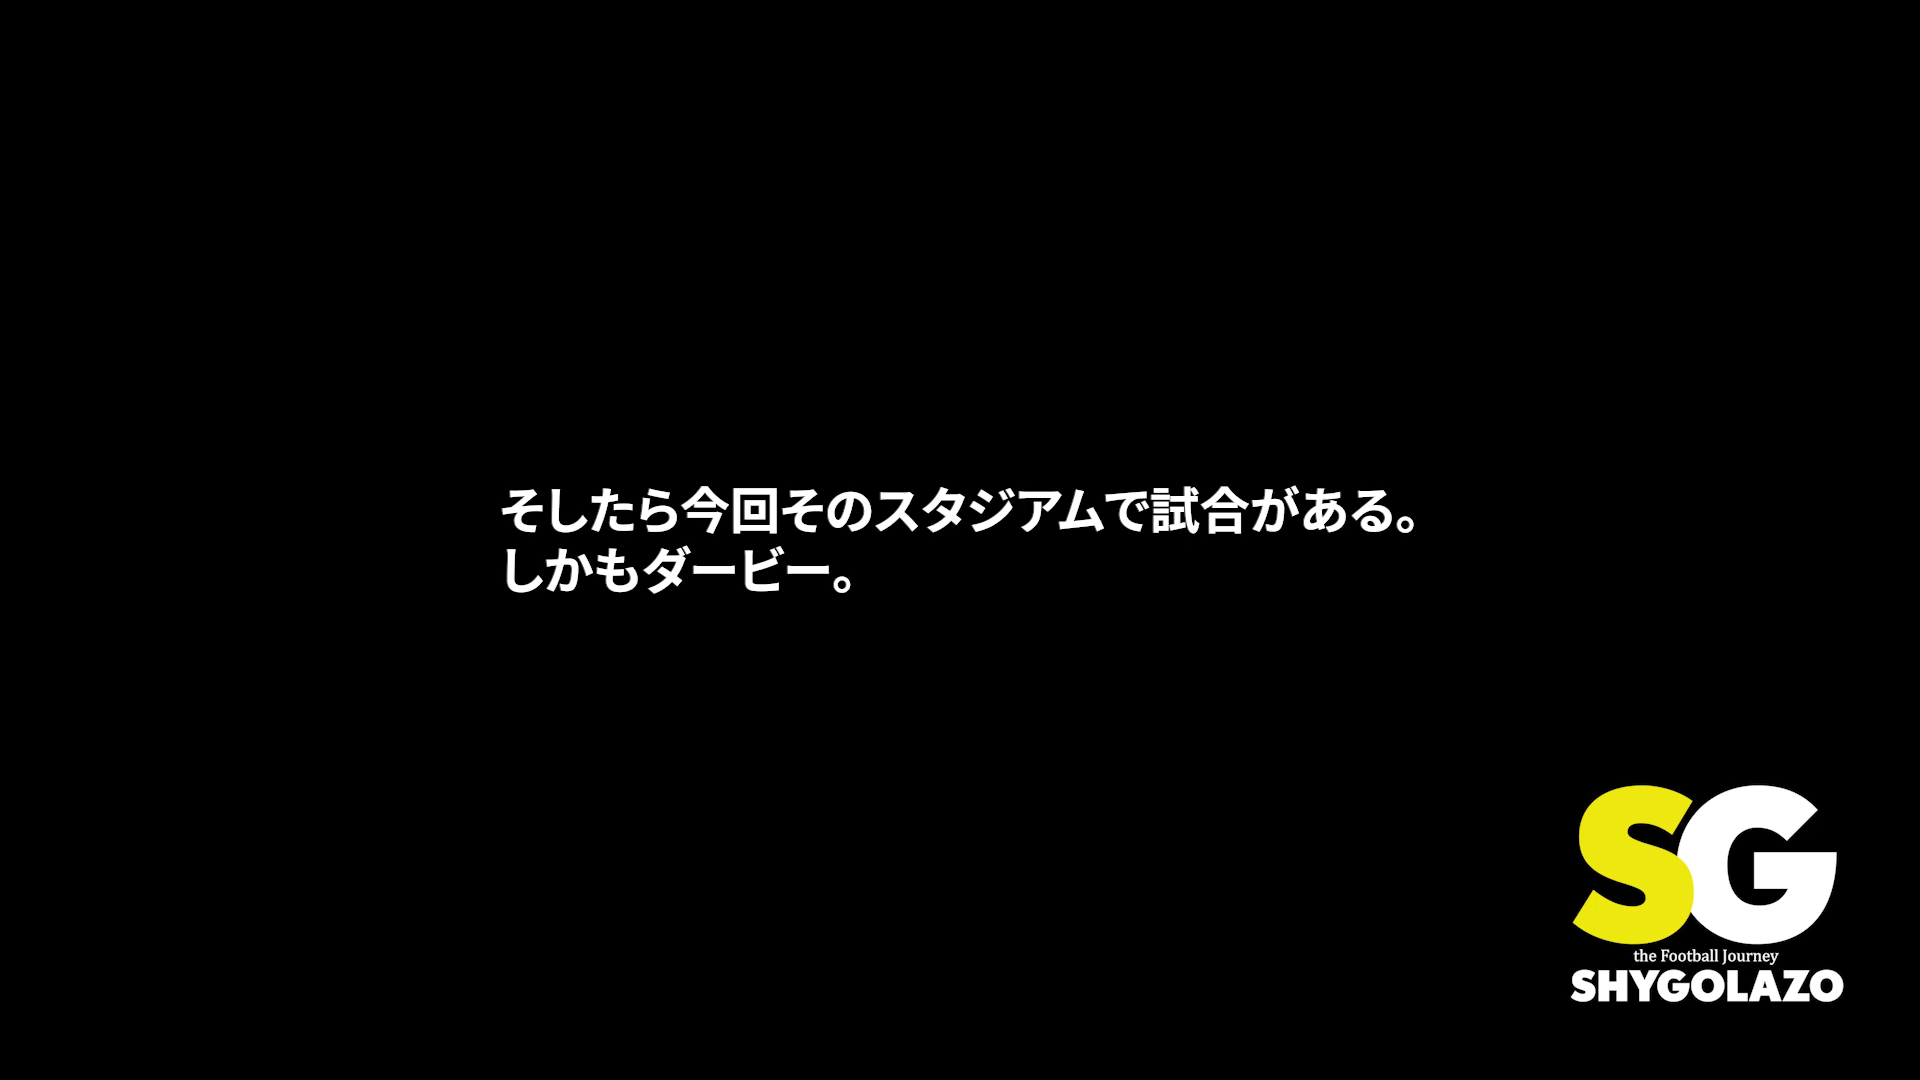 そしたら今回そのスタジアムで試合がある。
しかもダービー。
SG
the Football Journey
SHYGOLAZO